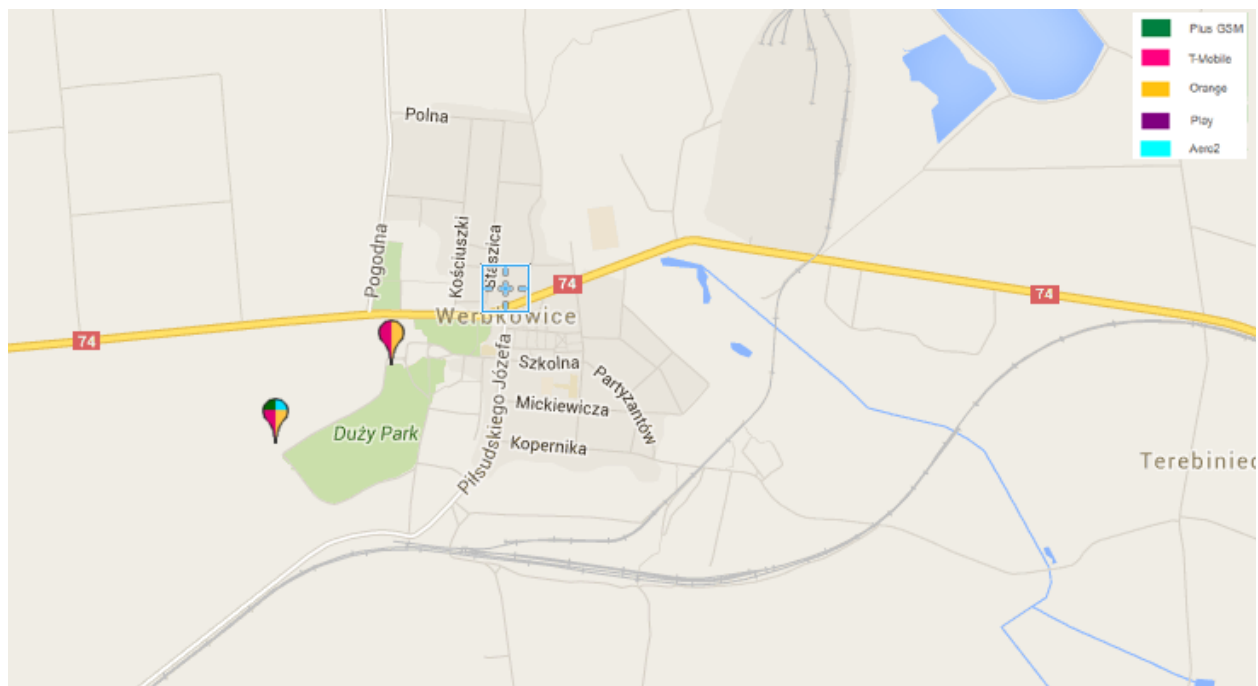 Plus GSM
T-Mobile
Orange
Play
Aero2
Polna
Pogodna
Kościuszki
Staszica
74
74
74
Werbkowice
Szkolna
Partyzantów
Mickiewicza
Duży Park
Kopernika
Piłsudskiego Józefa
Terebiniec